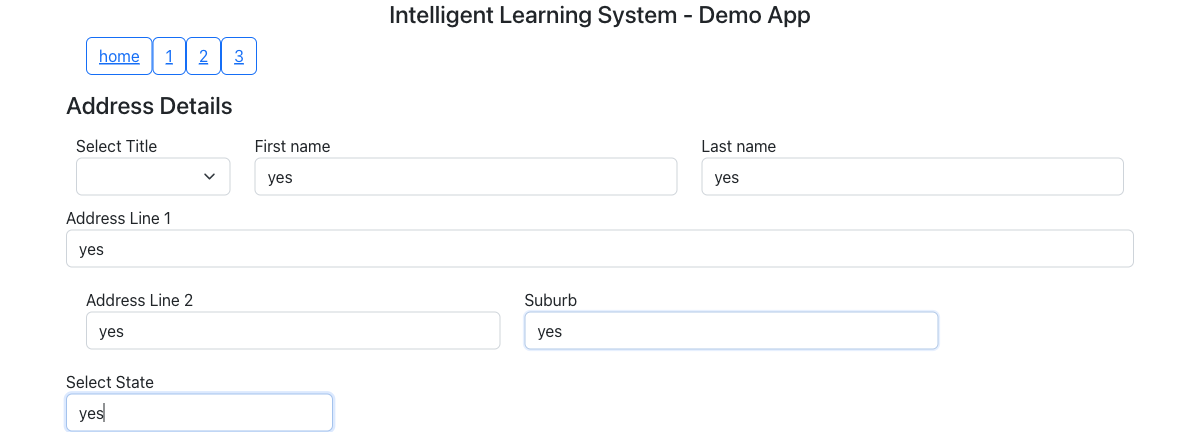 Intelligent Learning System - Demo App
home 1 2 3
Address Details
Select Title First name Last name
yes yes
Address Line 1
yes
Address Line 2 Suburb
yes yes
Select State
yes